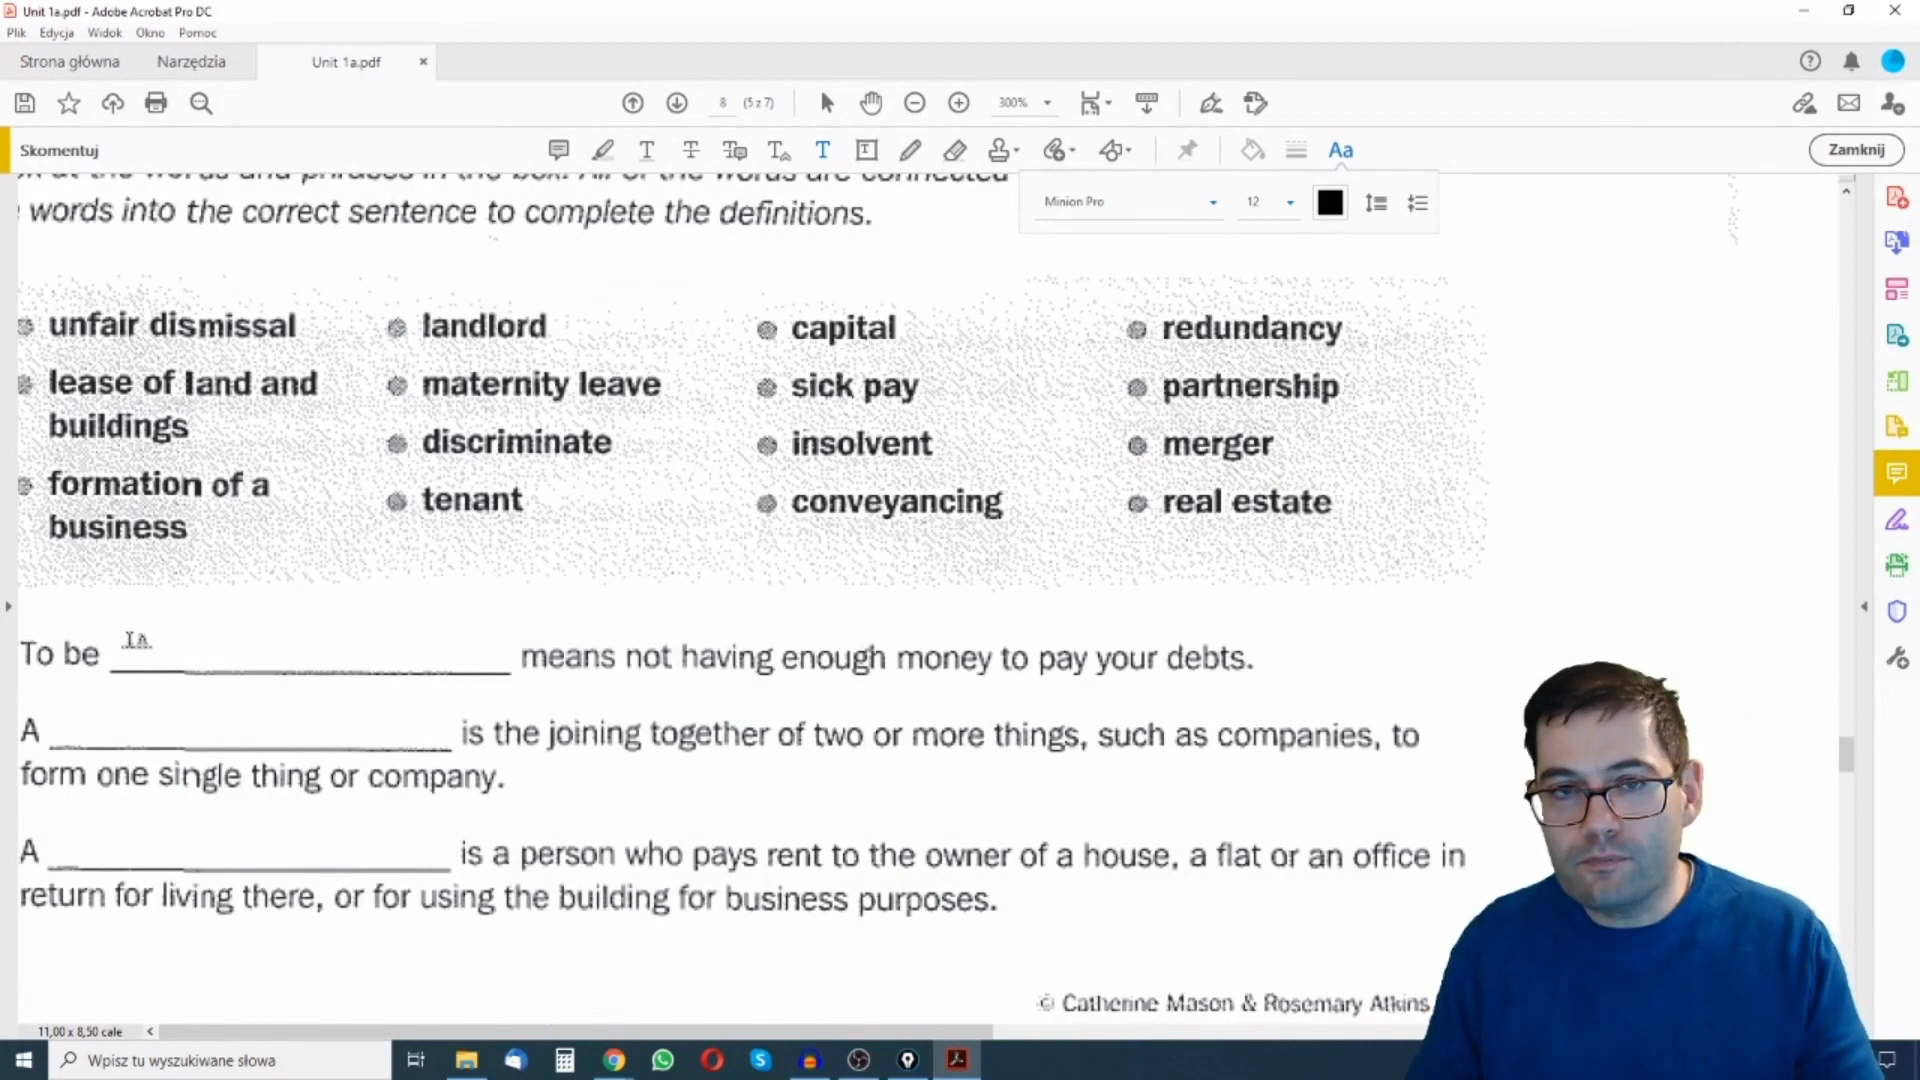 Unit 1a.pdf - Adobe Acrobat Pro DC
Plik Edycja Widok Okno Pomoc
Strona główna Narzędzia Unit 1a.pdf
8 (5 z 7) 300%
Skomentuj Zamknij
Minion Pro 12
words into the correct sentence to complete the definitions.
unfair dismissal landlord capital redundancy
lease of land and maternity leave sick pay partnership
buildings discriminate insolvent merger
formation of a tenant conveyancing real estate
business
To be ____ means not having enough money to pay your debts.
A ____ is the joining together of two or more things, such as companies, to
form one single thing or company.
A ____ is a person who pays rent to the owner of a house, a flat or an office in
return for living there, or for using the building for business purposes.
© Catherine Mason & Rosemary Atkins
11,00 x 8,50 cale
Wpisz tu wyszukiwane słowa